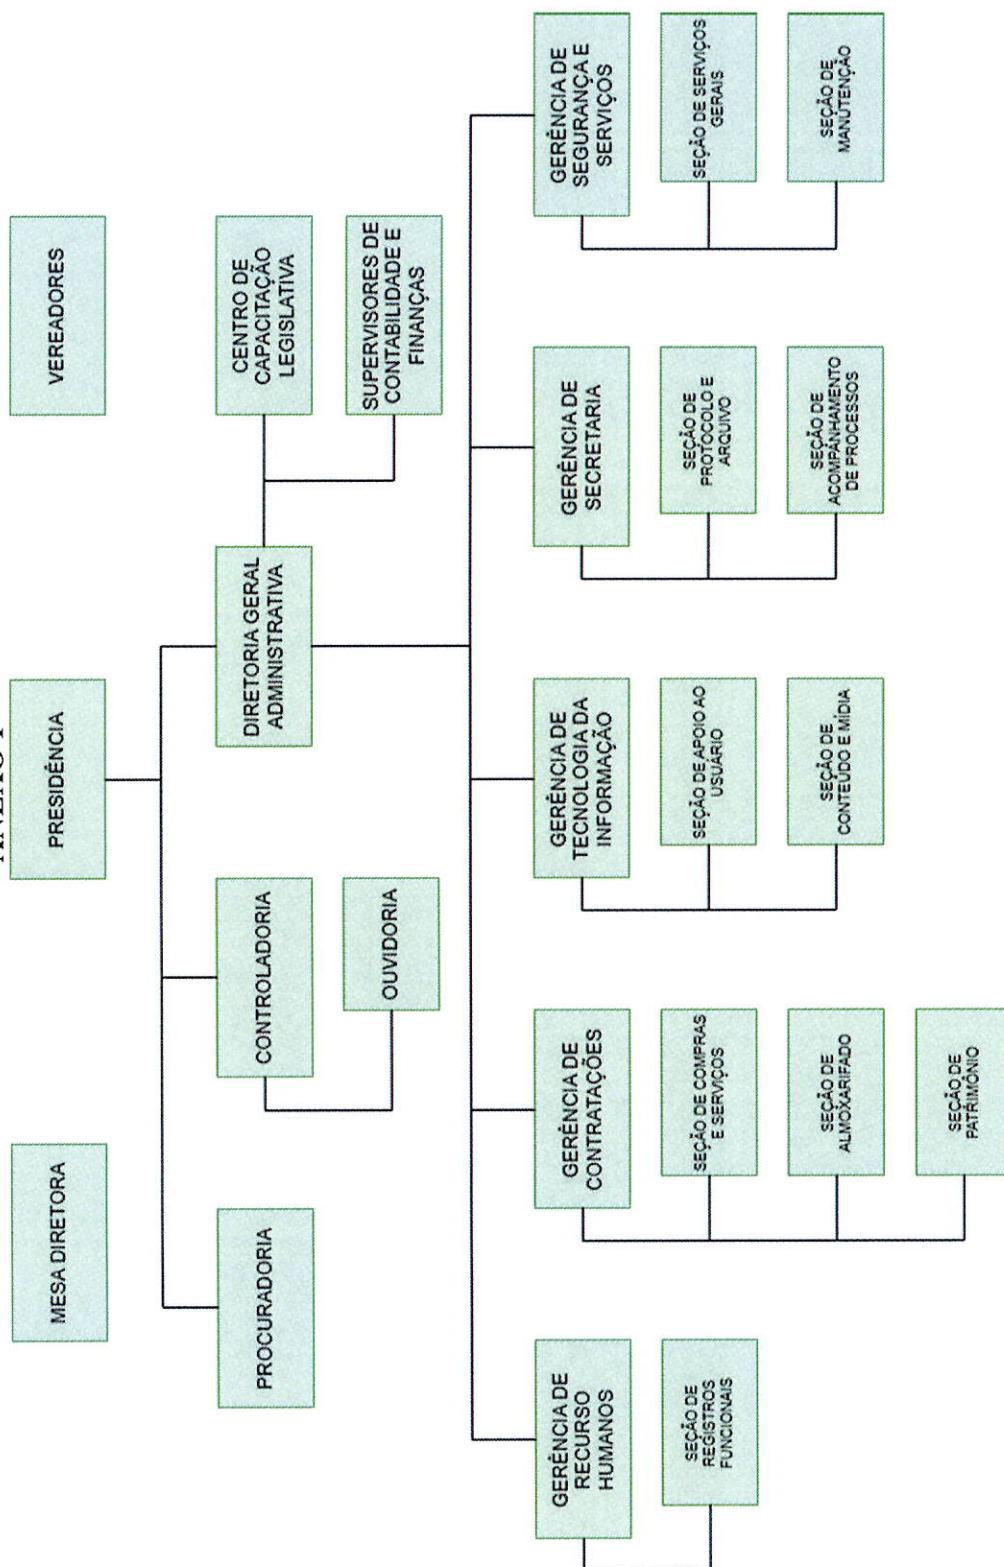 ANEXO I
MESA DIRETORA
PRESIDÊNCIA
VEREADORES
PROCURADORIA
CONTROLADORIA
DIRETORIA GERAL
ADMINISTRATIVA
CENTRO DE
CAPACITAÇÃO
LEGISLATIVA
OUVIDORIA
SUPERVISORES DE
CONTABILIDADE E
FINANÇAS
GERÊNCIA DE
RECURSO
HUMANOS
GERÊNCIA DE
CONTRATAÇÕES
GERÊNCIA DE
TECNOLOGIA DA
INFORMAÇÃO
GERÊNCIA DE
SECRETARIA
GERÊNCIA DE
SEGURANÇA E
SERVIÇOS
SEÇÃO DE
REGISTROS
FUNCIONAIS
SEÇÃO DE COMPRAS
E SERVIÇOS
SEÇÃO DE APOIO AO
USUÁRIO
SEÇÃO DE
PROTOCOLO E
ARQUIVO
SEÇÃO DE SERVIÇOS
GERAIS
SEÇÃO DE
ALMOXARIFADO
SEÇÃO DE
CONTEÚDO E MÍDIA
SEÇÃO DE
ACOMPANHAMENTO
DE PROCESSOS
SEÇÃO DE
MANUTENÇÃO
SEÇÃO DE
PATRIMÔNIO